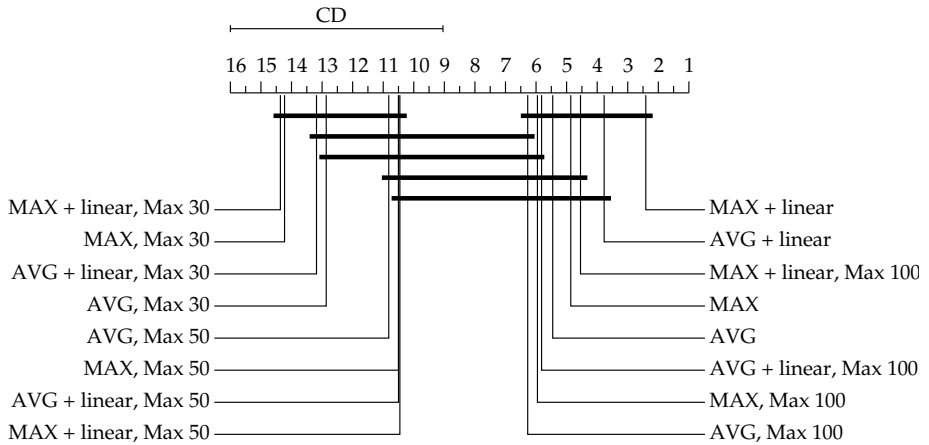 CD
16 15 14 13 12 11 10 9 8 7 6 5 4 3 2 1
MAX + linear, Max 30
MAX, Max 30
AVG + linear, Max 30
AVG, Max 30
AVG, Max 50
MAX, Max 50
AVG + linear, Max 50
MAX + linear, Max 50
MAX + linear
AVG + linear
MAX + linear, Max 100
MAX
AVG
AVG + linear, Max 100
MAX, Max 100
AVG, Max 100